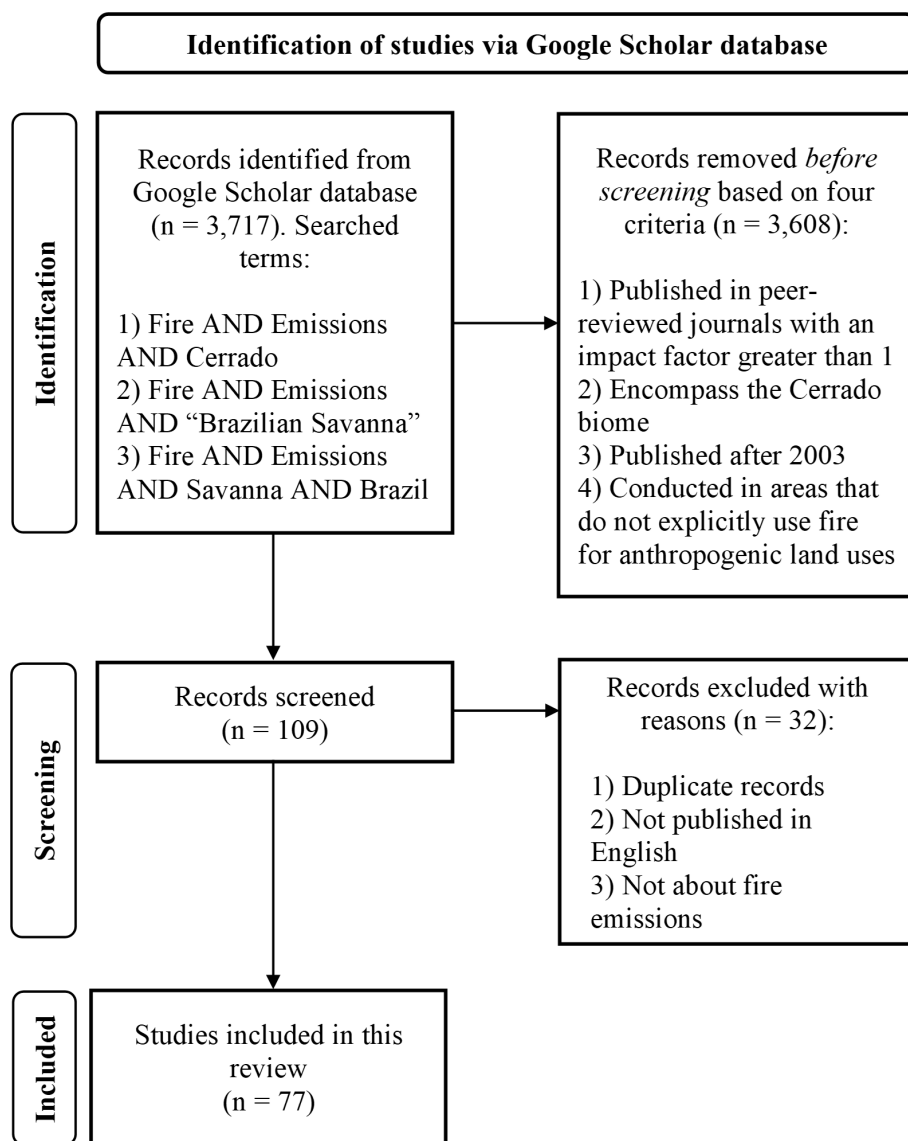 Identification of studies via Google Scholar database
Identification
Records identified from
Google Scholar database
(n = 3,717). Searched
terms:
1) Fire AND Emissions
AND Cerrado
2) Fire AND Emissions
AND “Brazilian Savanna”
3) Fire AND Emissions
AND Savanna AND Brazil
Records removed before
screening based on four
criteria (n = 3,608):
1) Published in peer-
reviewed journals with an
impact factor greater than 1
2) Encompass the Cerrado
biome
3) Published after 2003
4) Conducted in areas that
do not explicitly use fire
for anthropogenic land uses
Screening
Records screened
(n = 109)
Records excluded with
reasons (n = 32):
1) Duplicate records
2) Not published in
English
3) Not about fire
emissions
Included
Studies included in this
review
(n = 77)